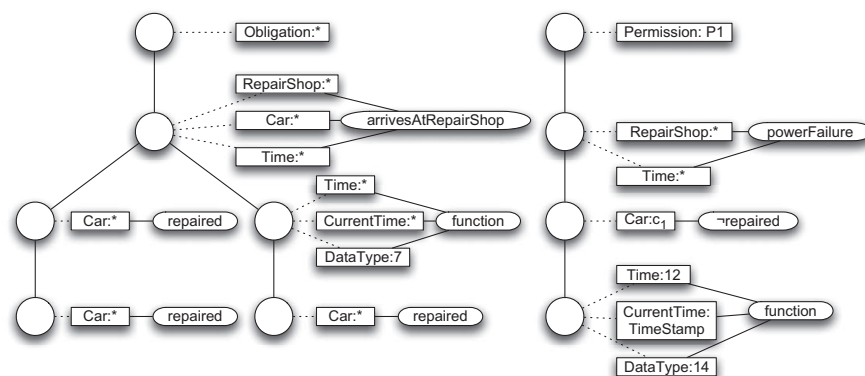 Obligation:*
RepairShop:*
Car:*
arrivesAtRepairShop
Time:*
Car:*
repaired
Time:*
CurrentTime:*
function
DataType:7
Car:*
repaired
Car:*
repaired
Permission: P1
RepairShop:*
powerFailure
Time:*
Car:c1
¬repaired
Time:12
CurrentTime:
TimeStamp
function
DataType:14